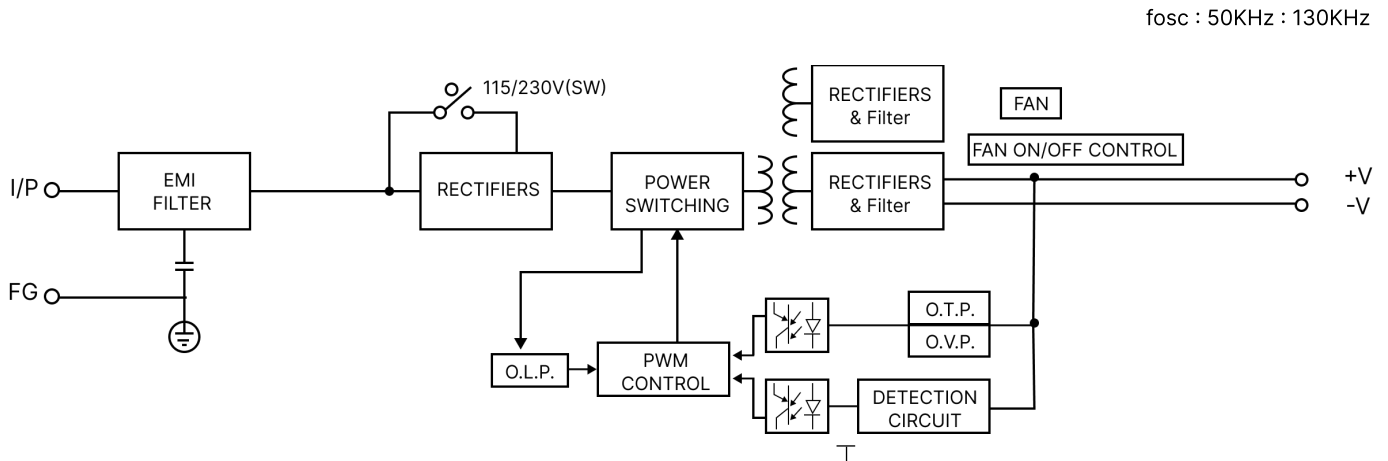 fosc : 50KHz : 130KHz
115/230V(SW)
RECTIFIERS
& Filter
FAN
FAN ON/OFF CONTROL
I/P
EMI
FILTER
RECTIFIERS
POWER
SWITCHING
RECTIFIERS
& Filter
+V
-V
FG
O.L.P.
PWM
CONTROL
O.T.P.
O.V.P.
DETECTION
CIRCUIT